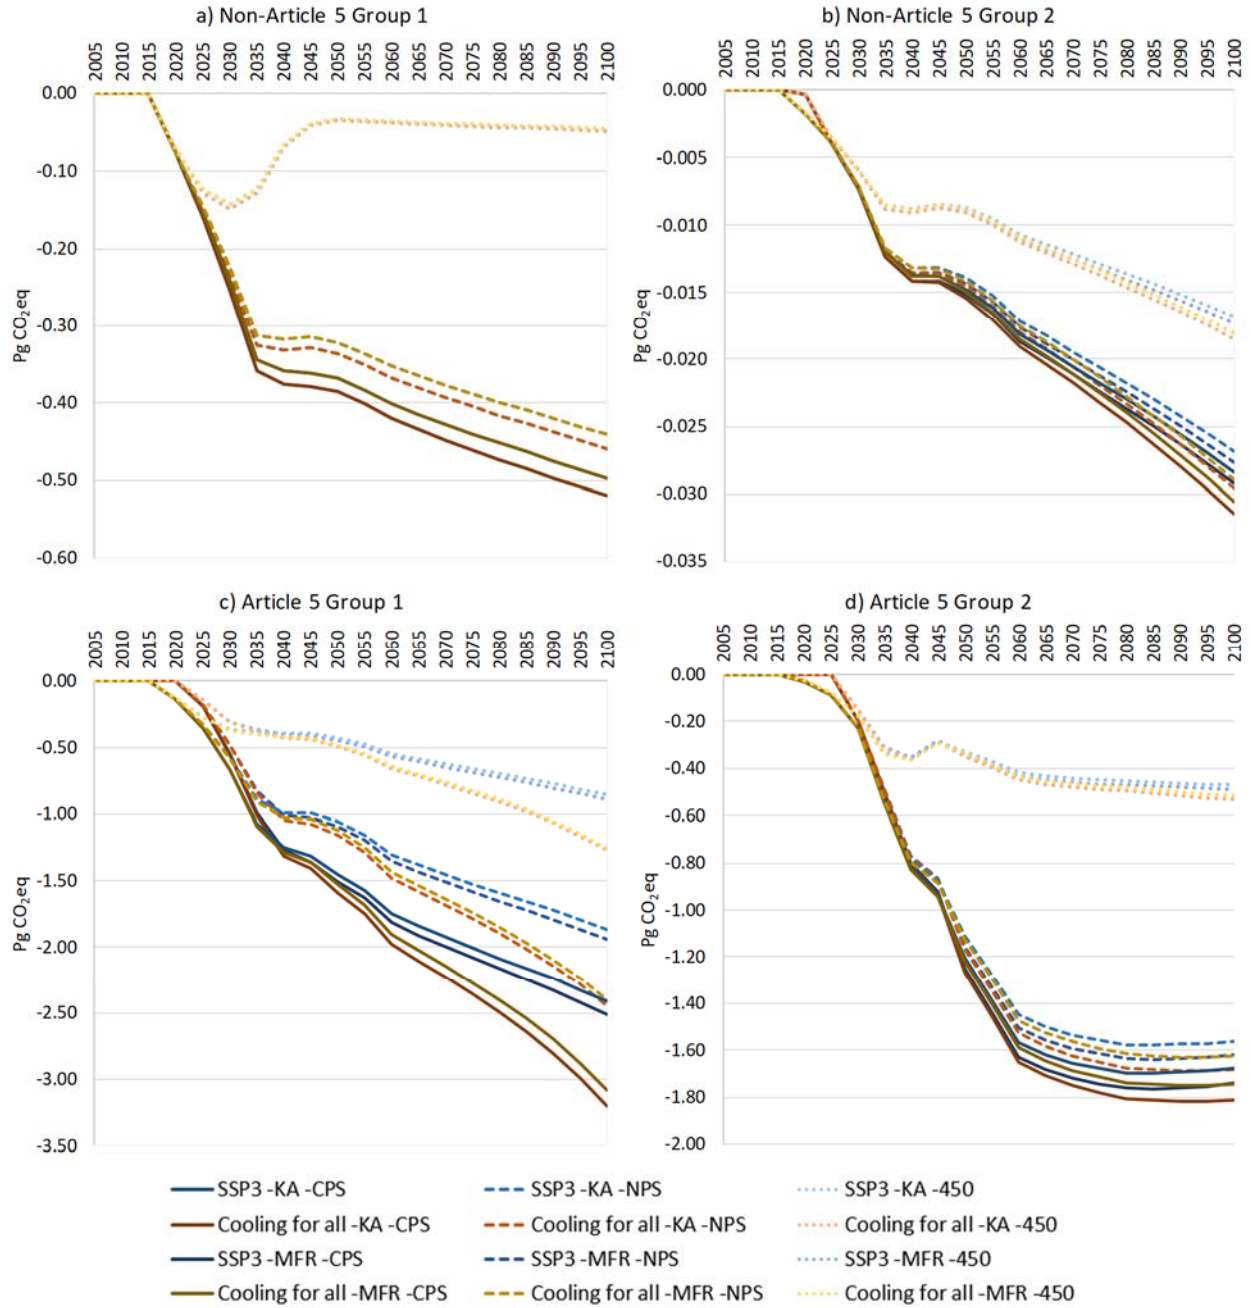 a) Non-Article 5 Group 1
2005 2010 2015 2020 2025 2030 2035 2040 2045 2050 2055 2060 2065 2070 2075 2080 2085 2090 2095 2100
0.00
-0.10
-0.20
-0.30
-0.40
-0.50
-0.60
Pg CO₂eq
b) Non-Article 5 Group 2
2005 2010 2015 2020 2025 2030 2035 2040 2045 2050 2055 2060 2065 2070 2075 2080 2085 2090 2095 2100
0.000
-0.005
-0.010
-0.015
-0.020
-0.025
-0.030
-0.035
Pg CO₂eq
c) Article 5 Group 1
2005 2010 2015 2020 2025 2030 2035 2040 2045 2050 2055 2060 2065 2070 2075 2080 2085 2090 2095 2100
0.00
-0.50
-1.00
-1.50
-2.00
-2.50
-3.00
-3.50
Pg CO₂eq
d) Article 5 Group 2
2005 2010 2015 2020 2025 2030 2035 2040 2045 2050 2055 2060 2065 2070 2075 2080 2085 2090 2095 2100
0.00
-0.20
-0.40
-0.60
-0.80
-1.00
-1.20
-1.40
-1.60
-1.80
-2.00
Pg CO₂eq
SSP3 -KA -CPS SSP3 -KA -NPS SSP3 -KA -450
Cooling for all -KA -CPS Cooling for all -KA -NPS Cooling for all -KA -450
SSP3 -MFR -CPS SSP3 -MFR -NPS SSP3 -MFR -450
Cooling for all -MFR -CPS Cooling for all -MFR -NPS Cooling for all -MFR -450